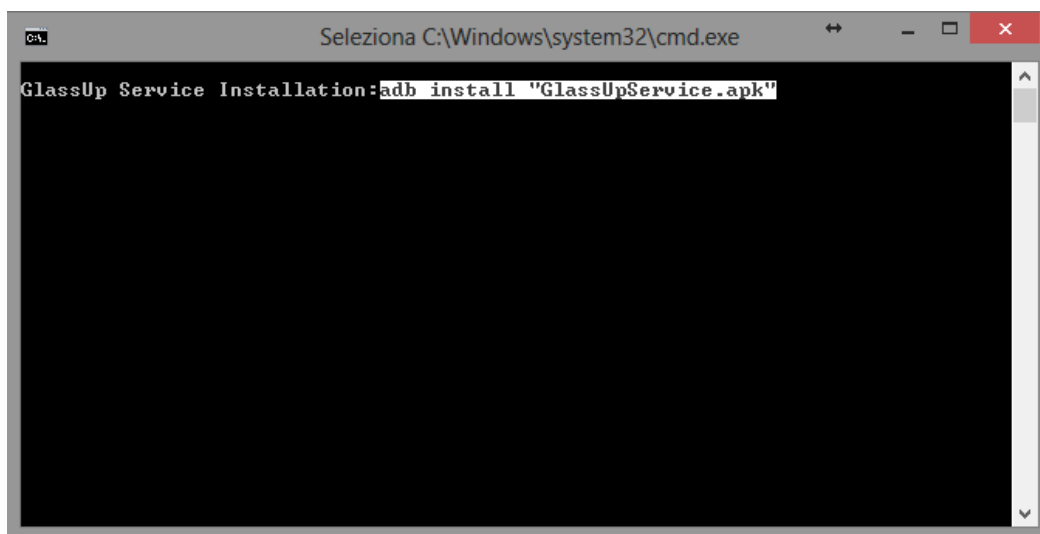 Seleziona C:\Windows\system32\cmd.exe
GlassUp Service Installation:adb install "GlassUpService.apk"